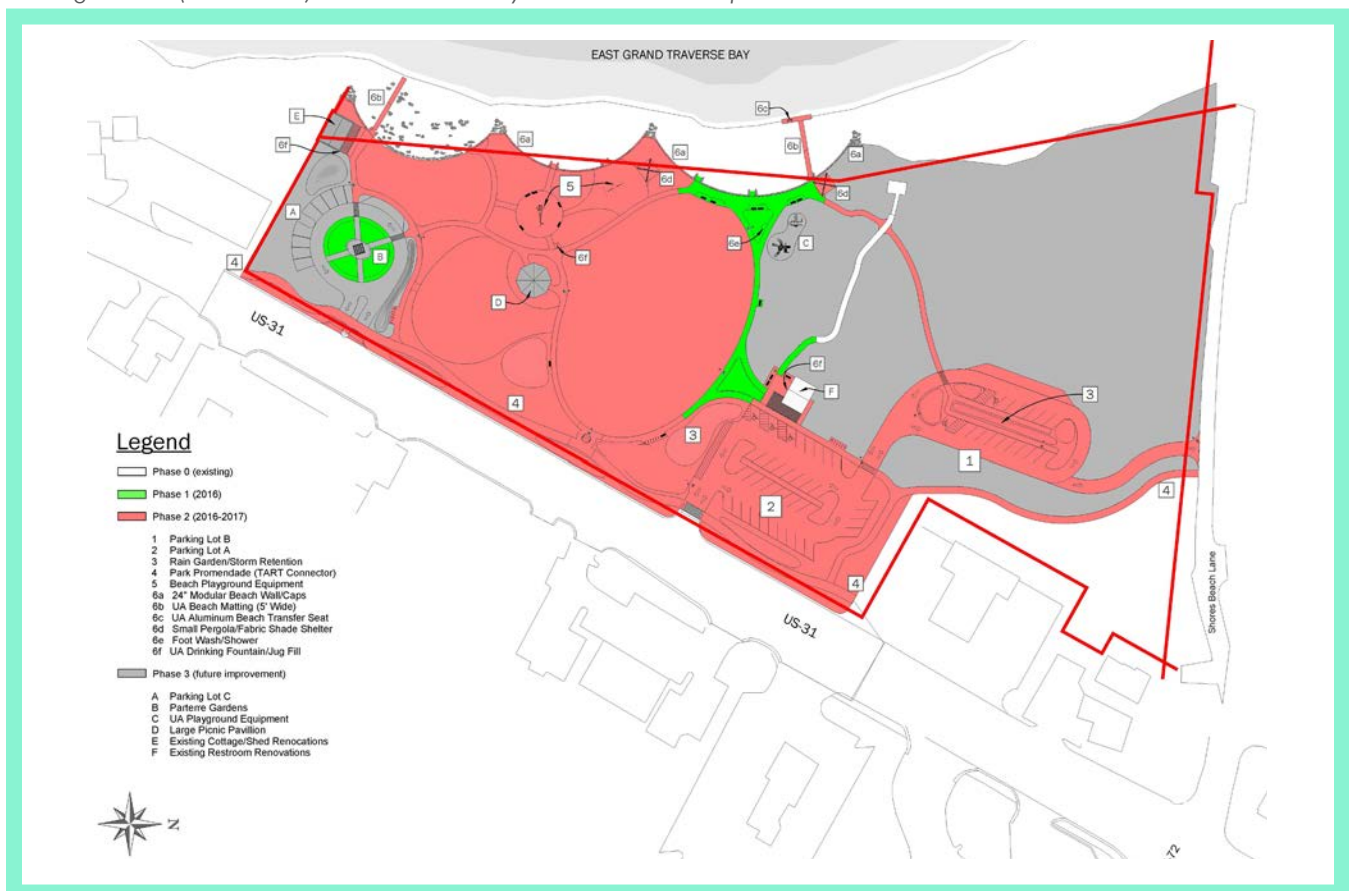 EAST GRAND TRAVERSE BAY
6b
6c
E
6a
6a
6b
6a
6f
5
6d
6d
A
6e
C
B
6f
4
D
US-31
6f
F
4
3
3
1
4
2
4
US-31
Shores Beach Lane
72
N
Legend
Phase 0 (existing)
Phase 1 (2016)
Phase 2 (2016-2017)
1 Parking Lot B
2 Parking Lot A
3 Rain Garden/Storm Retention
4 Park Promendade (TART Connector)
5 Beach Playground Equipment
6a 24" Modular Beach Wall/Caps
6b UA Beach Matting (5' Wide)
6c UA Aluminum Beach Transfer Seat
6d Small Pergola/Fabric Shade Shelter
6e Foot Wash/Shower
6f UA Drinking Fountain/Jug Fill
Phase 3 (future improvement)
A Parking Lot C
B Parterre Gardens
C UA Playground Equipment
D Large Picnic Pavillion
E Existing Cottage/Shed Renocations
F Existing Restroom Renovations